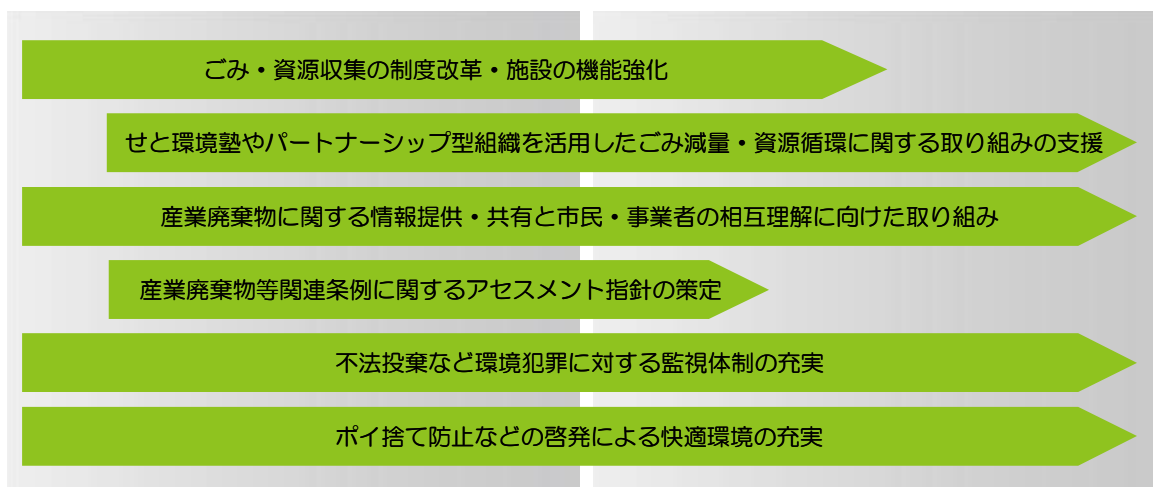 ごみ・資源収集の制度改革・施設の機能強化
せと環境塾やパートナーシップ型組織を活用したごみ減量・資源循環に関する取り組みの支援
産業廃棄物に関する情報提供・共有と市民・事業者の相互理解に向けた取り組み
産業廃棄物等関連条例に関するアセスメント指針の策定
不法投棄など環境犯罪に対する監視体制の充実
ポイ捨て防止などの啓発による快適環境の充実